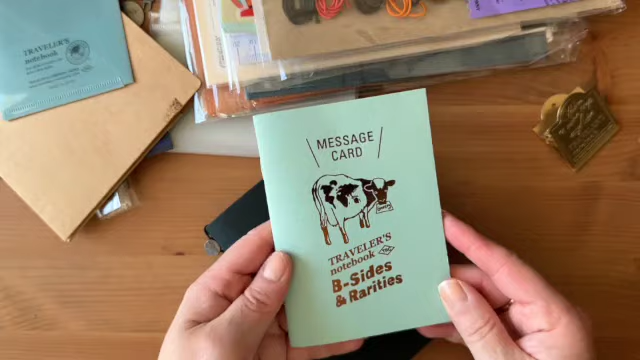 TRAVELER'S
notebook
MESSAGE
CARD
TRAVELER'S
notebook
B-Sides
& Rarities